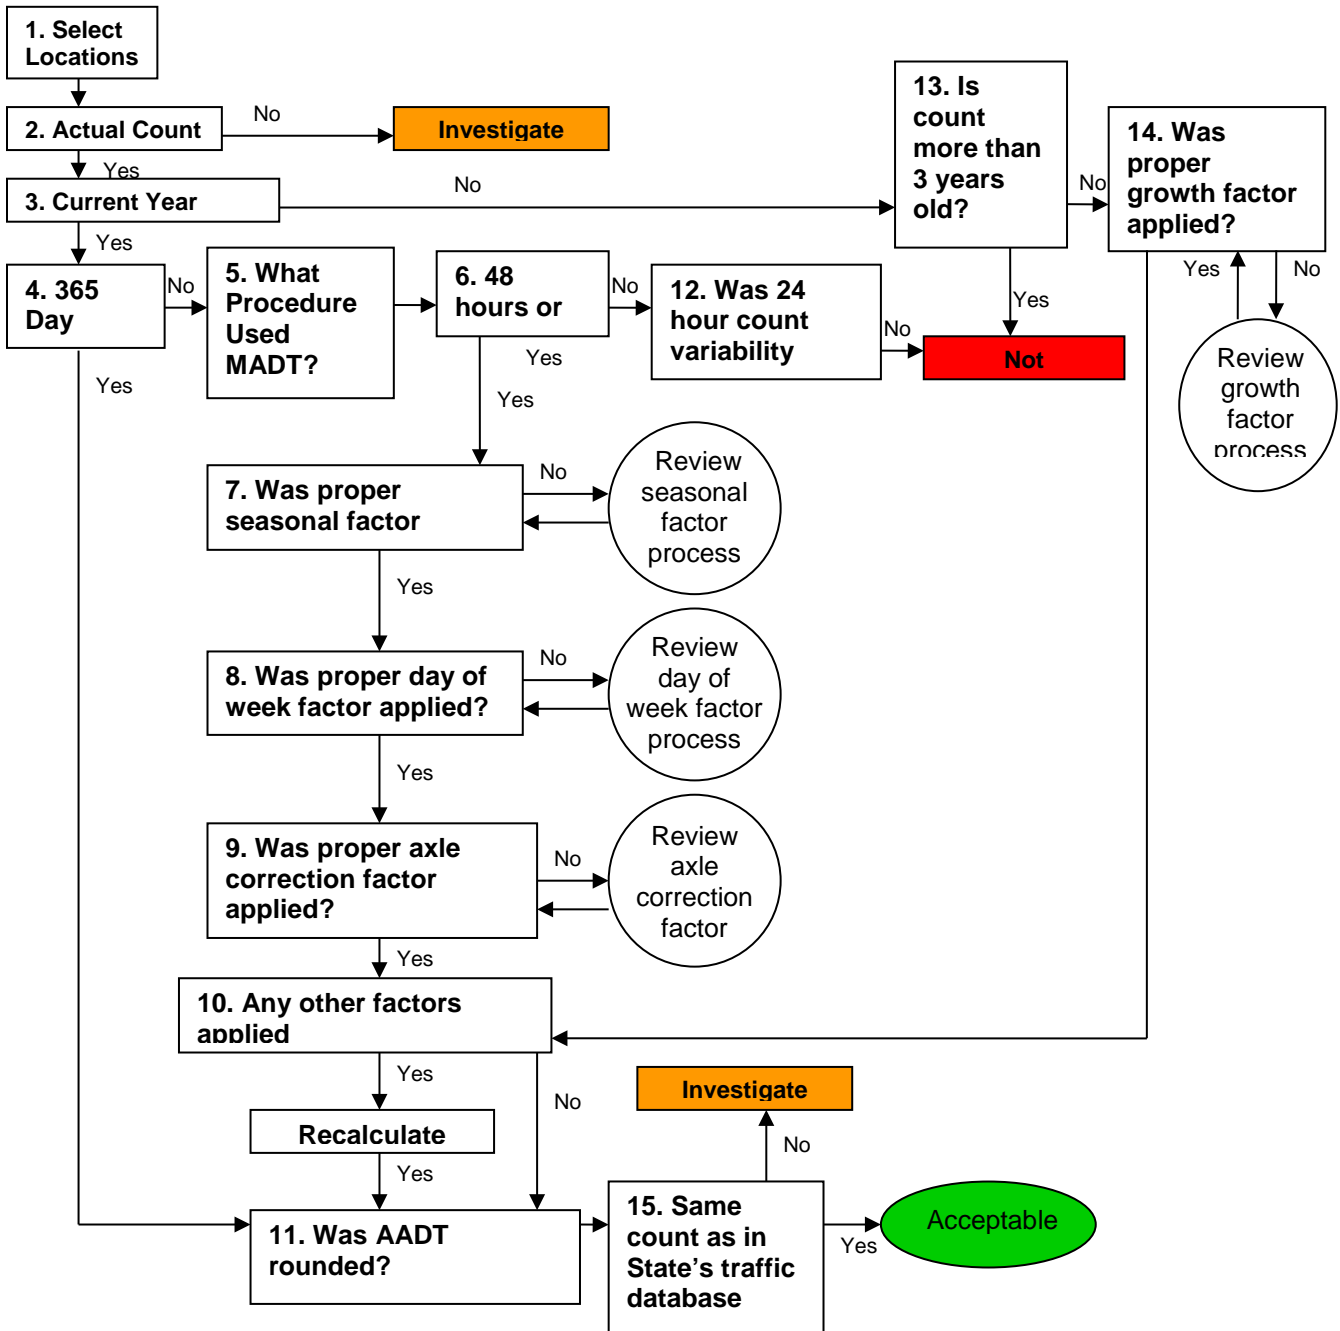 1. Select
Locations
2. Actual Count
No
Investigate
Yes
3. Current Year
No
13. Is
count
more than
3 years
old?
No
14. Was
proper
growth factor
applied?
Yes
4. 365
Day
No
5. What
Procedure
Used
MADT?
6. 48
hours or
No
12. Was 24
hour count
variability
No
Yes
Not
Yes
No
Review
growth
factor
process
Yes
Yes
Yes
7. Was proper
seasonal factor
No
Review
seasonal
factor
process
Yes
8. Was proper day of
week factor applied?
No
Review
day of
week factor
process
Yes
9. Was proper axle
correction factor
applied?
No
Review
axle
correction
factor
Yes
10. Any other factors
applied
Yes
No
Recalculate
Yes
Investigate
No
11. Was AADT
rounded?
15. Same
count as in
State's traffic
database
Yes
Acceptable